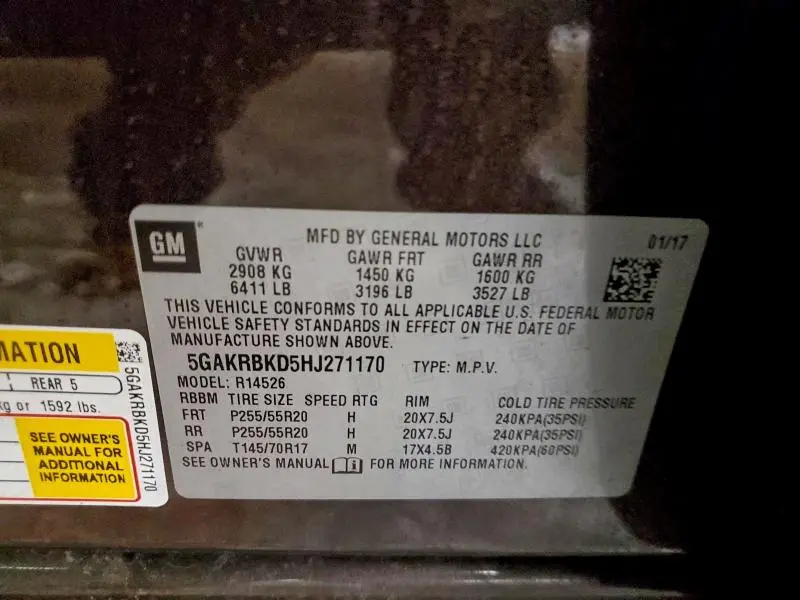 GM
MFD BY GENERAL MOTORS LLC
01/17
GVWR GAWR FRT GAWR RR
2908 KG 1450 KG 1600 KG
6411 LB 3196 LB 3527 LB
THIS VEHICLE CONFORMS TO ALL APPLICABLE U.S. FEDERAL MOTOR
VEHICLE SAFETY STANDARDS IN EFFECT ON THE DATE OF
MANUFACTURE SHOWN ABOVE.
5GAKRBKD5HJ271170 TYPE: M.P.V.
MODEL: R14526
RBBM TIRE SIZE SPEED RTG RIM COLD TIRE PRESSURE
FRT P255/55R20 H 20X7.5J 240KPA(35PSI)
RR P255/55R20 H 20X7.5J 240KPA(35PSI)
SPA T145/70R17 M 17X4.5B 420KPA(60PSI)
SEE OWNER'S MANUAL FOR MORE INFORMATION.
MATION
REAR 5
kg or 1592 lbs.
SEE OWNER'S
MANUAL FOR
ADDITIONAL
INFORMATION
5GAKRBKD5HJ271170